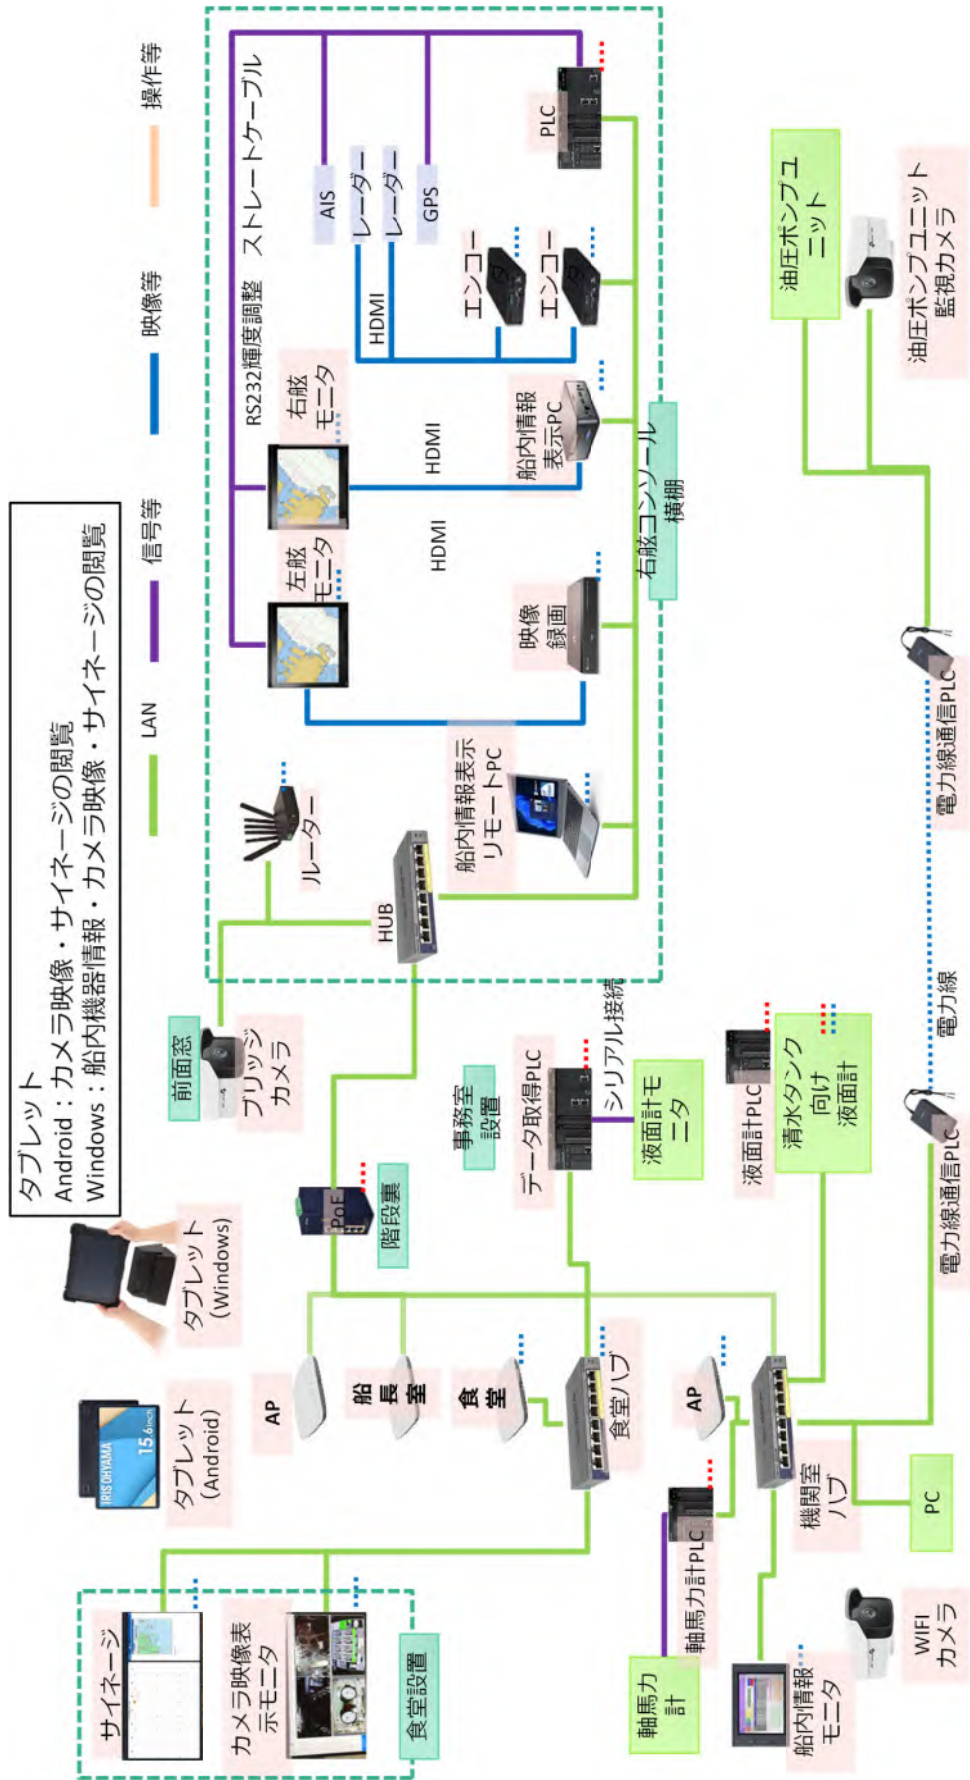 タブレット
Android：カメラ映像・サイネージの閲覧
Windows：船内機器情報・カメラ映像・サイネージの閲覧
LAN
信号等
映像等
操作等
サイネージ
カメラ映像表
示モニタ
食堂設置
IRIS OHYAMA
15.6inch
タブレット
(Android)
タブレット
(Windows)
前面窓
ブリッジ
カメラ
ルーター
HUB
左舷
モニタ
右舷
モニタ
RS232輝度調整
ストレートケーブル
AIS
レーダー
レーダー
GPS
HDMI
HDMI
HDMI
エンコー
ダ
エンコー
ダ
PLC
船内情報表示
リモートPC
映像
録画
船内情報
表示PC
右舷コンソール
横棚
AP
船
長
室
食
堂
PoE
階段裏
食堂ハブ
事務室
設置
データ取得PLC
シリアル接続
液面計モ
ニタ
軸馬力
計
軸馬力計PLC
AP
機関室
ハブ
船内情報
モニタ
WIFI
カメラ
PC
液面計PLC
清水タンク
向け
液面計
電力線通信PLC
電力線
電力線通信PLC
油圧ポンプユ
ニット
油圧ポンプユニット
監視カメラ